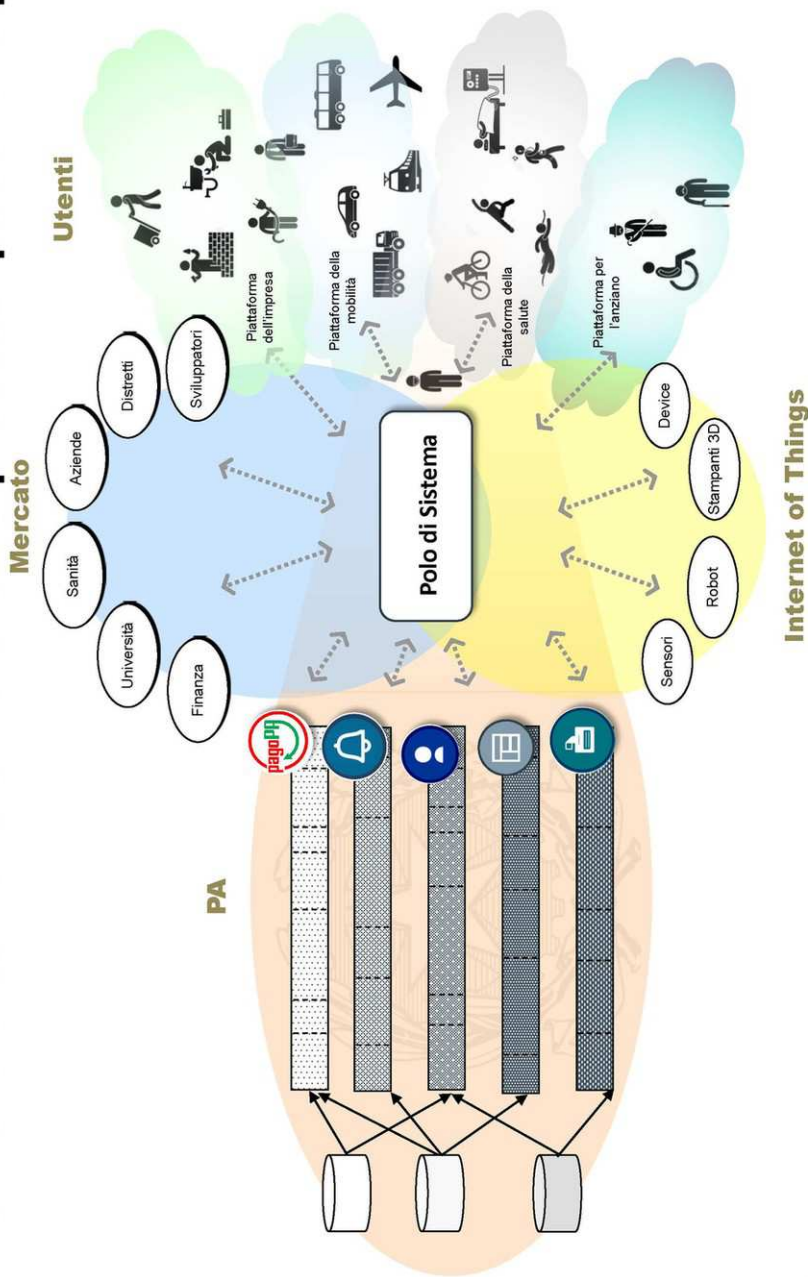 Mercato
Utenti
PA
Internet of Things
Finanza
Università
Sanità
Aziende
Distretti
Sviluppatori
pagoPA
Polo di Sistema
Piattaforma
dell'impresa
Piattaforma della
mobilità
Piattaforma della
salute
Piattaforma per
l'anziano
Sensori
Robot
Stampanti 3D
Device